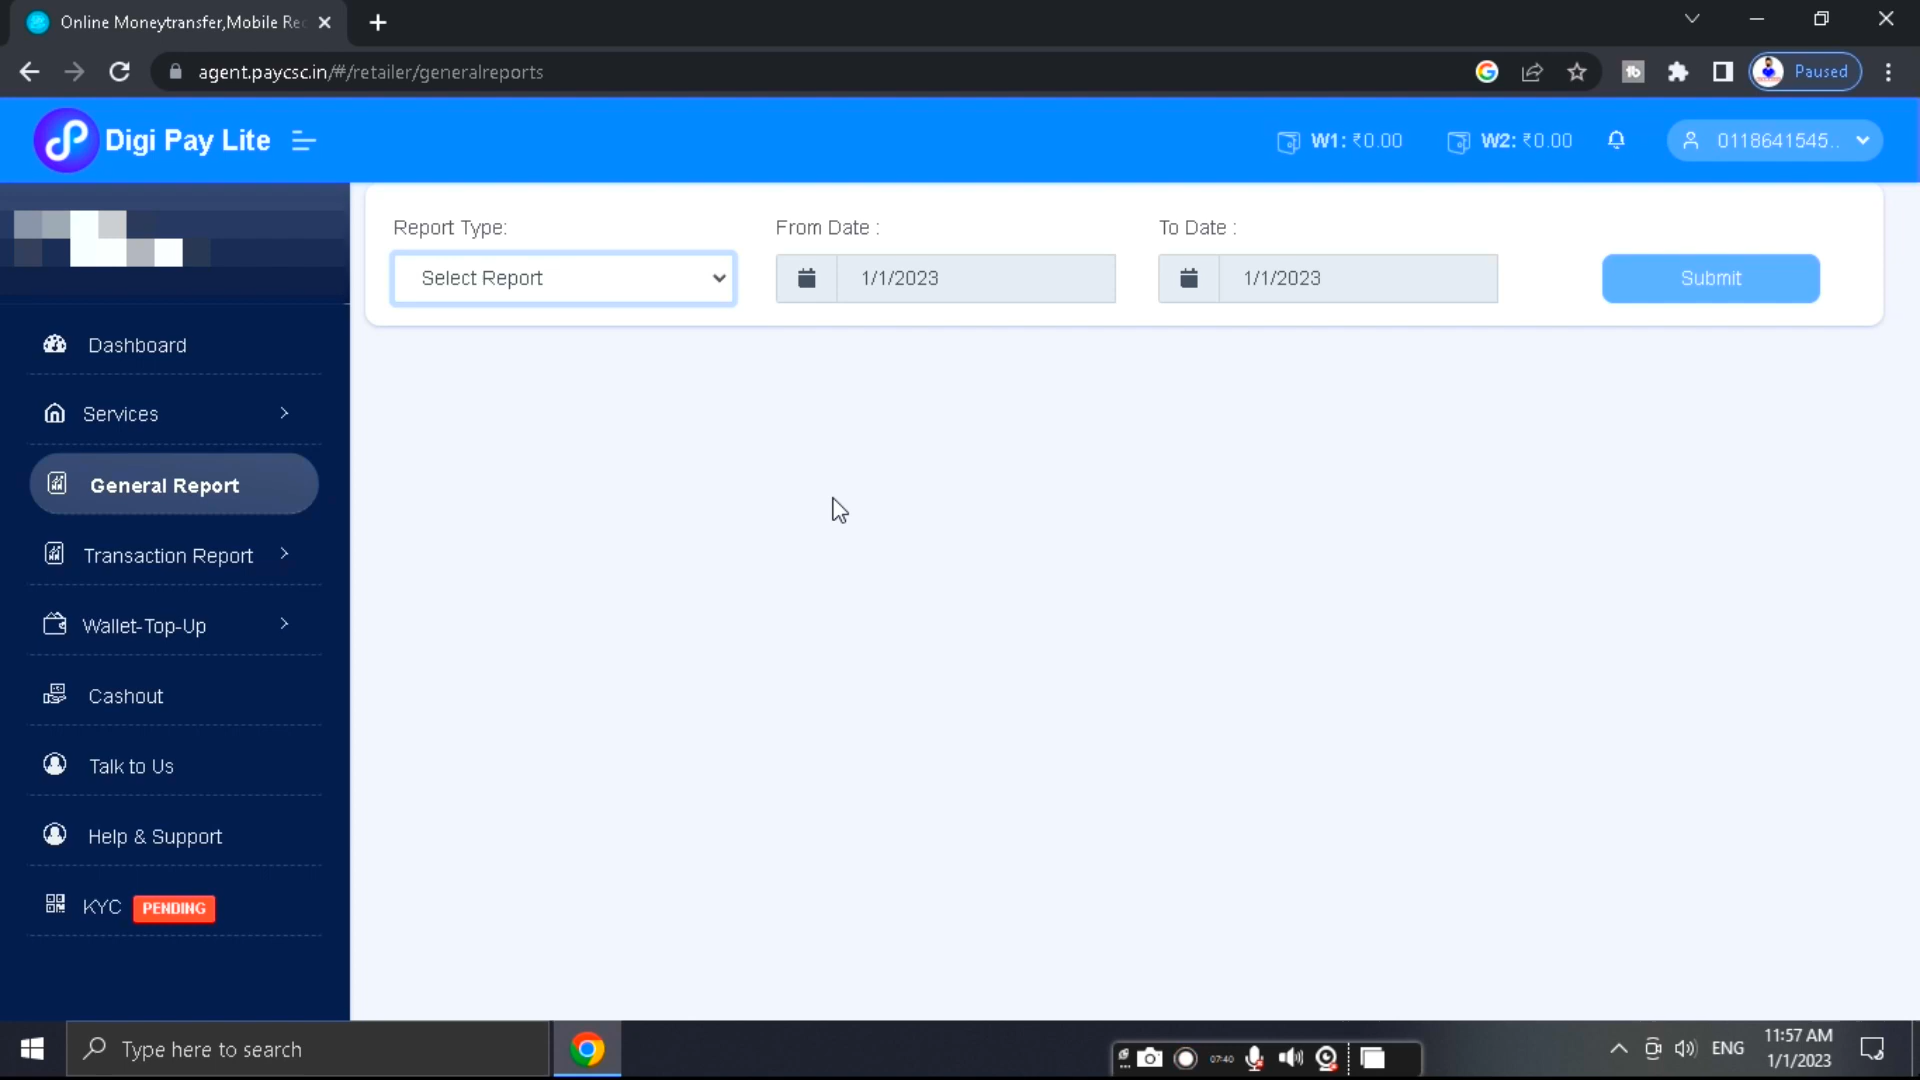 Online Moneytransfer,Mobile Rec
agent.paycsc.in/#/retailer/generalreports
Paused
Digi Pay Lite
W1: ₹0.00
W2: ₹0.00
0118641545..
Report Type:
From Date :
To Date :
Select Report
1/1/2023
1/1/2023
Submit
Dashboard
Services
General Report
Transaction Report
Wallet-Top-Up
Cashout
Talk to Us
Help & Support
KYC PENDING
Type here to search
07:40
ENG
11:57 AM
1/1/2023